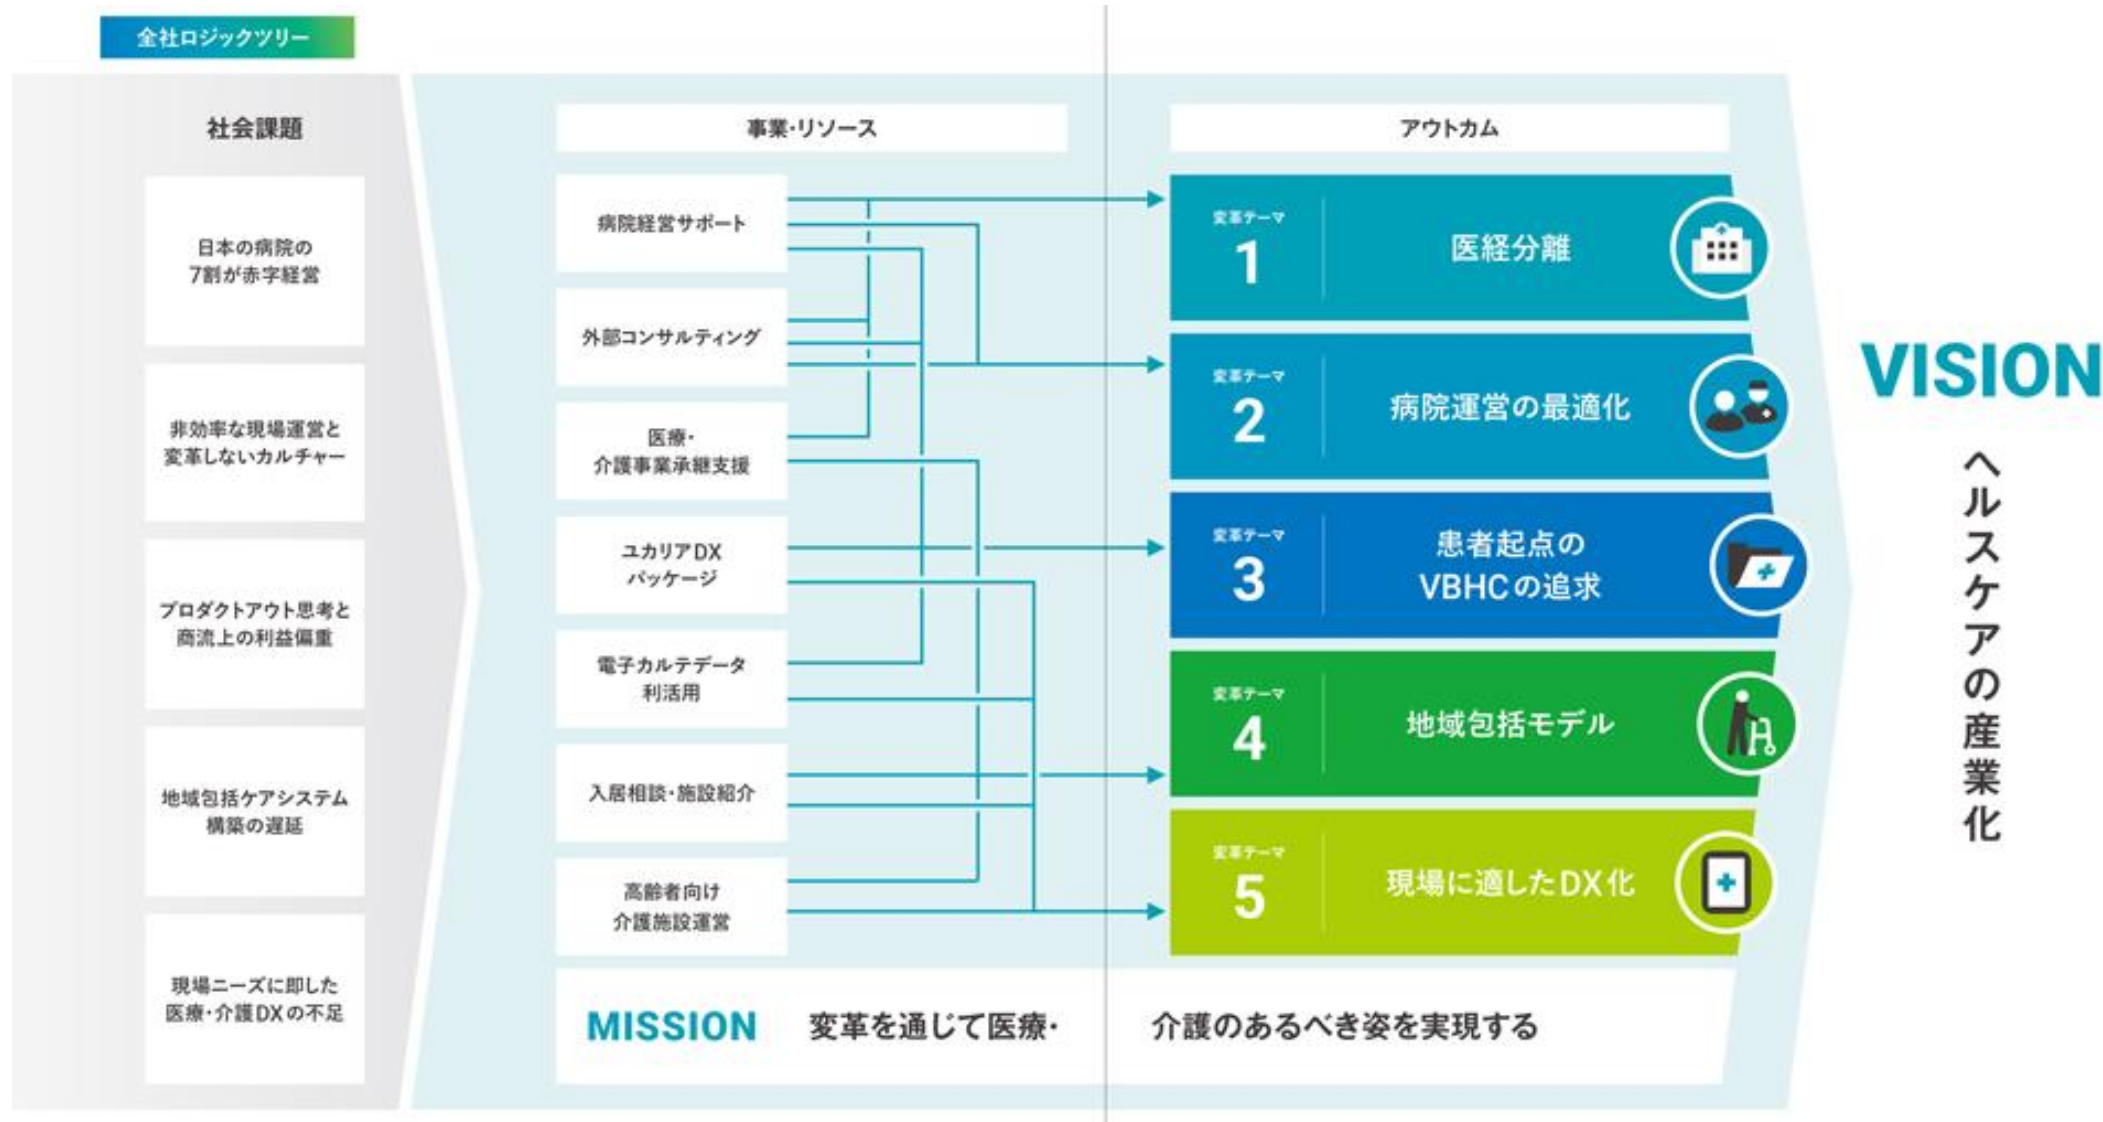 全社ロジックツリー
社会課題
日本の病院の
7割が赤字経営
非効率な現場運営と
変革しないカルチャー
プロダクトアウト思考と
商流上の利益偏重
地域包括ケアシステム
構築の遅延
現場ニーズに即した
医療・介護DXの不足
事業・リソース
病院経営サポート
外部コンサルティング
医療・
介護事業承継支援
ユカリアDX
パッケージ
電子カルテデータ
利活用
入居相談・施設紹介
高齢者向け
介護施設運営
アウトカム
変革テーマ
1
医経分離
変革テーマ
2
病院運営の最適化
変革テーマ
3
患者起点の
VBHCの追求
変革テーマ
4
地域包括モデル
変革テーマ
5
現場に適したDX化
MISSION 変革を通じて医療・介護のあるべき姿を実現する
VISION
ヘルスケアの産業化